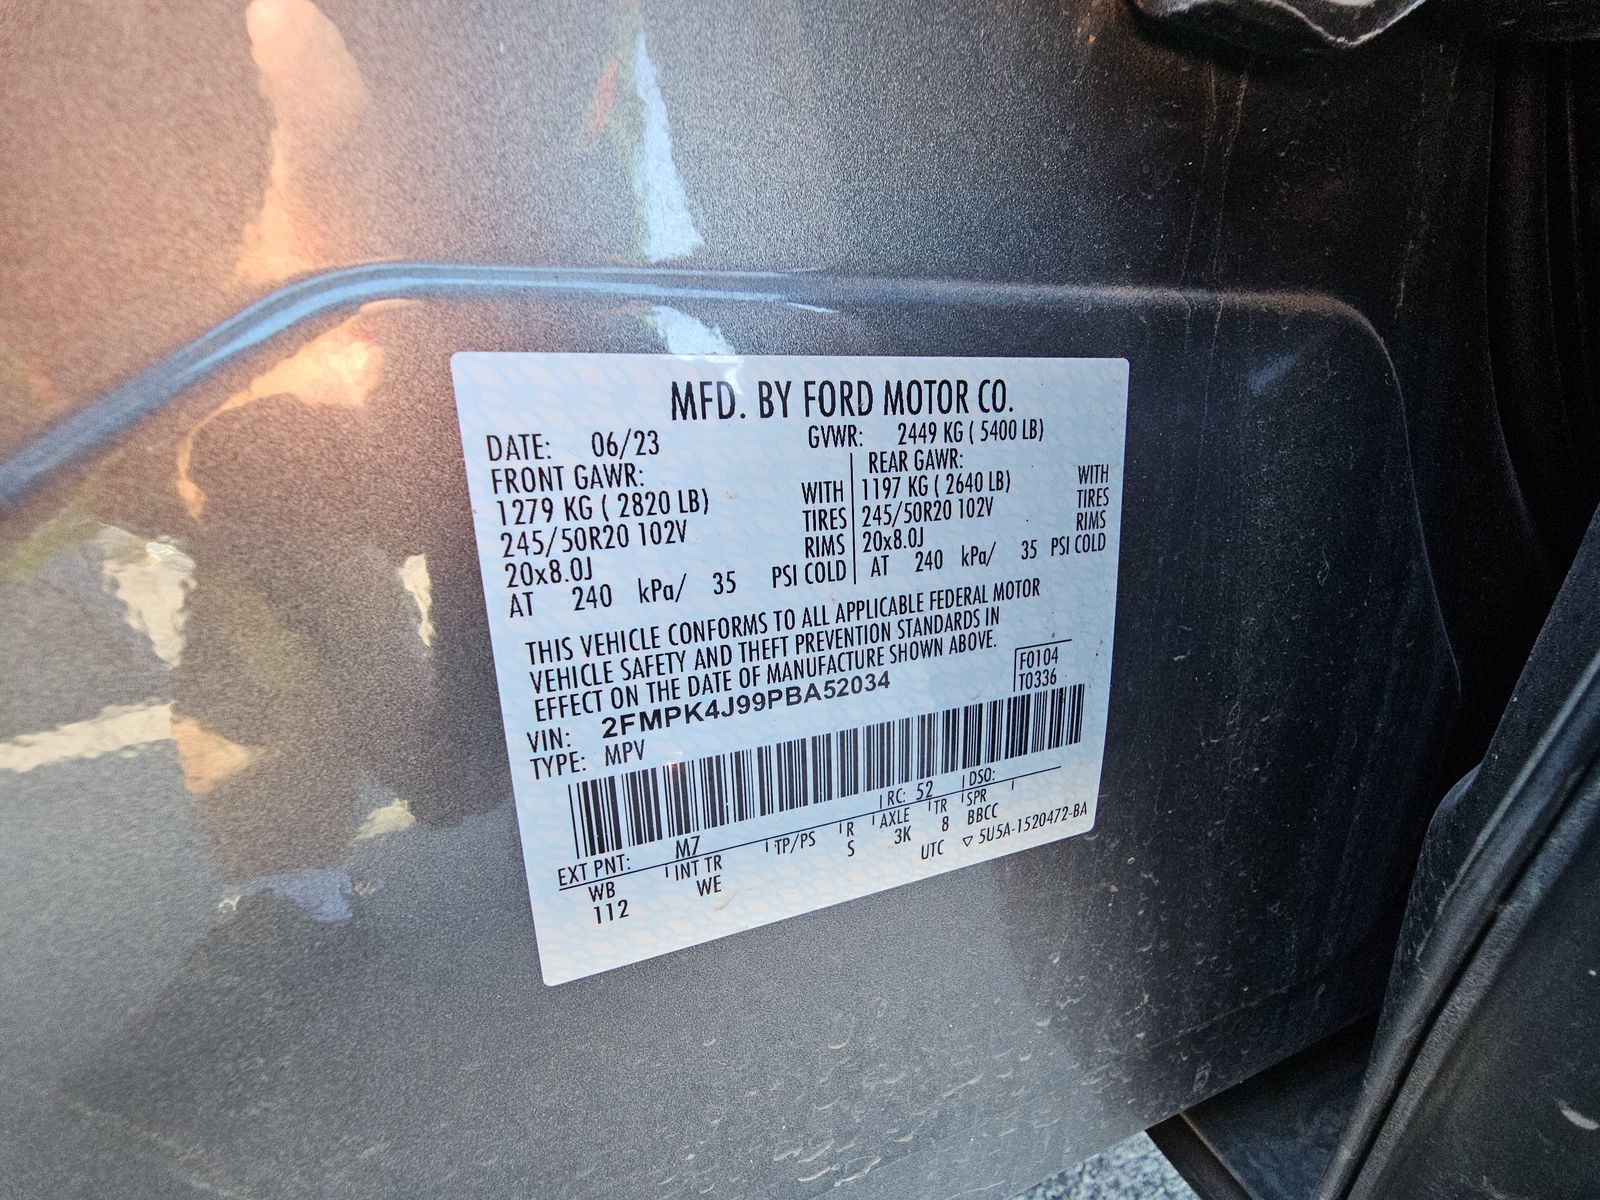 MFD. BY FORD MOTOR CO.
DATE: 06/23 GVWR: 2449 KG ( 5400 LB)
FRONT GAWR: REAR GAWR:
1279 KG ( 2820 LB) WITH 1197 KG ( 2640 LB) WITH
245/50R20 102V TIRES 245/50R20 102V TIRES
20x8.0J RIMS 20x8.0J RIMS
AT 240 kPa/ 35 PSI COLD AT 240 kPa/ 35 PSI COLD
THIS VEHICLE CONFORMS TO ALL APPLICABLE FEDERAL MOTOR
VEHICLE SAFETY AND THEFT PREVENTION STANDARDS IN
EFFECT ON THE DATE OF MANUFACTURE SHOWN ABOVE.
F0104
T0336
VIN: 2FMPK4J99PBA52034
TYPE: MPV
EXT PNT: M7 RC: 52 DSO:
WB INT TR TP/PS R AXLE TR SPR
112 WE S 3K 8 BBCC
UTC ▽ 5U5A-1520472-BA